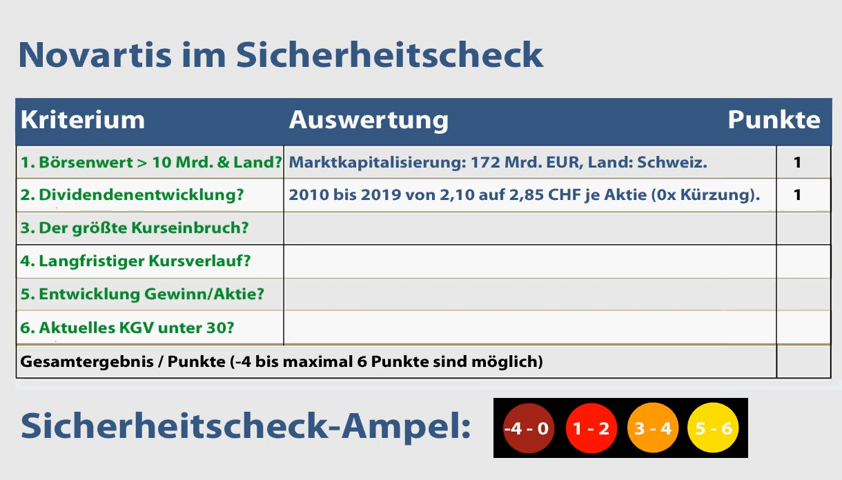 Novartis im Sicherheitscheck
Kriterium Auswertung Punkte
1. Börsenwert > 10 Mrd. & Land? Marktkapitalisierung: 172 Mrd. EUR, Land: Schweiz. 1
2. Dividendenentwicklung? 2010 bis 2019 von 2,10 auf 2,85 CHF je Aktie (0x Kürzung). 1
3. Der größte Kurseinbruch?
4. Langfristiger Kursverlauf?
5. Entwicklung Gewinn/Aktie?
6. Aktuelles KGV unter 30?
Gesamtergebnis / Punkte (-4 bis maximal 6 Punkte sind möglich)
Sicherheitscheck-Ampel: -4 - 0 1 - 2 3 - 4 5 - 6